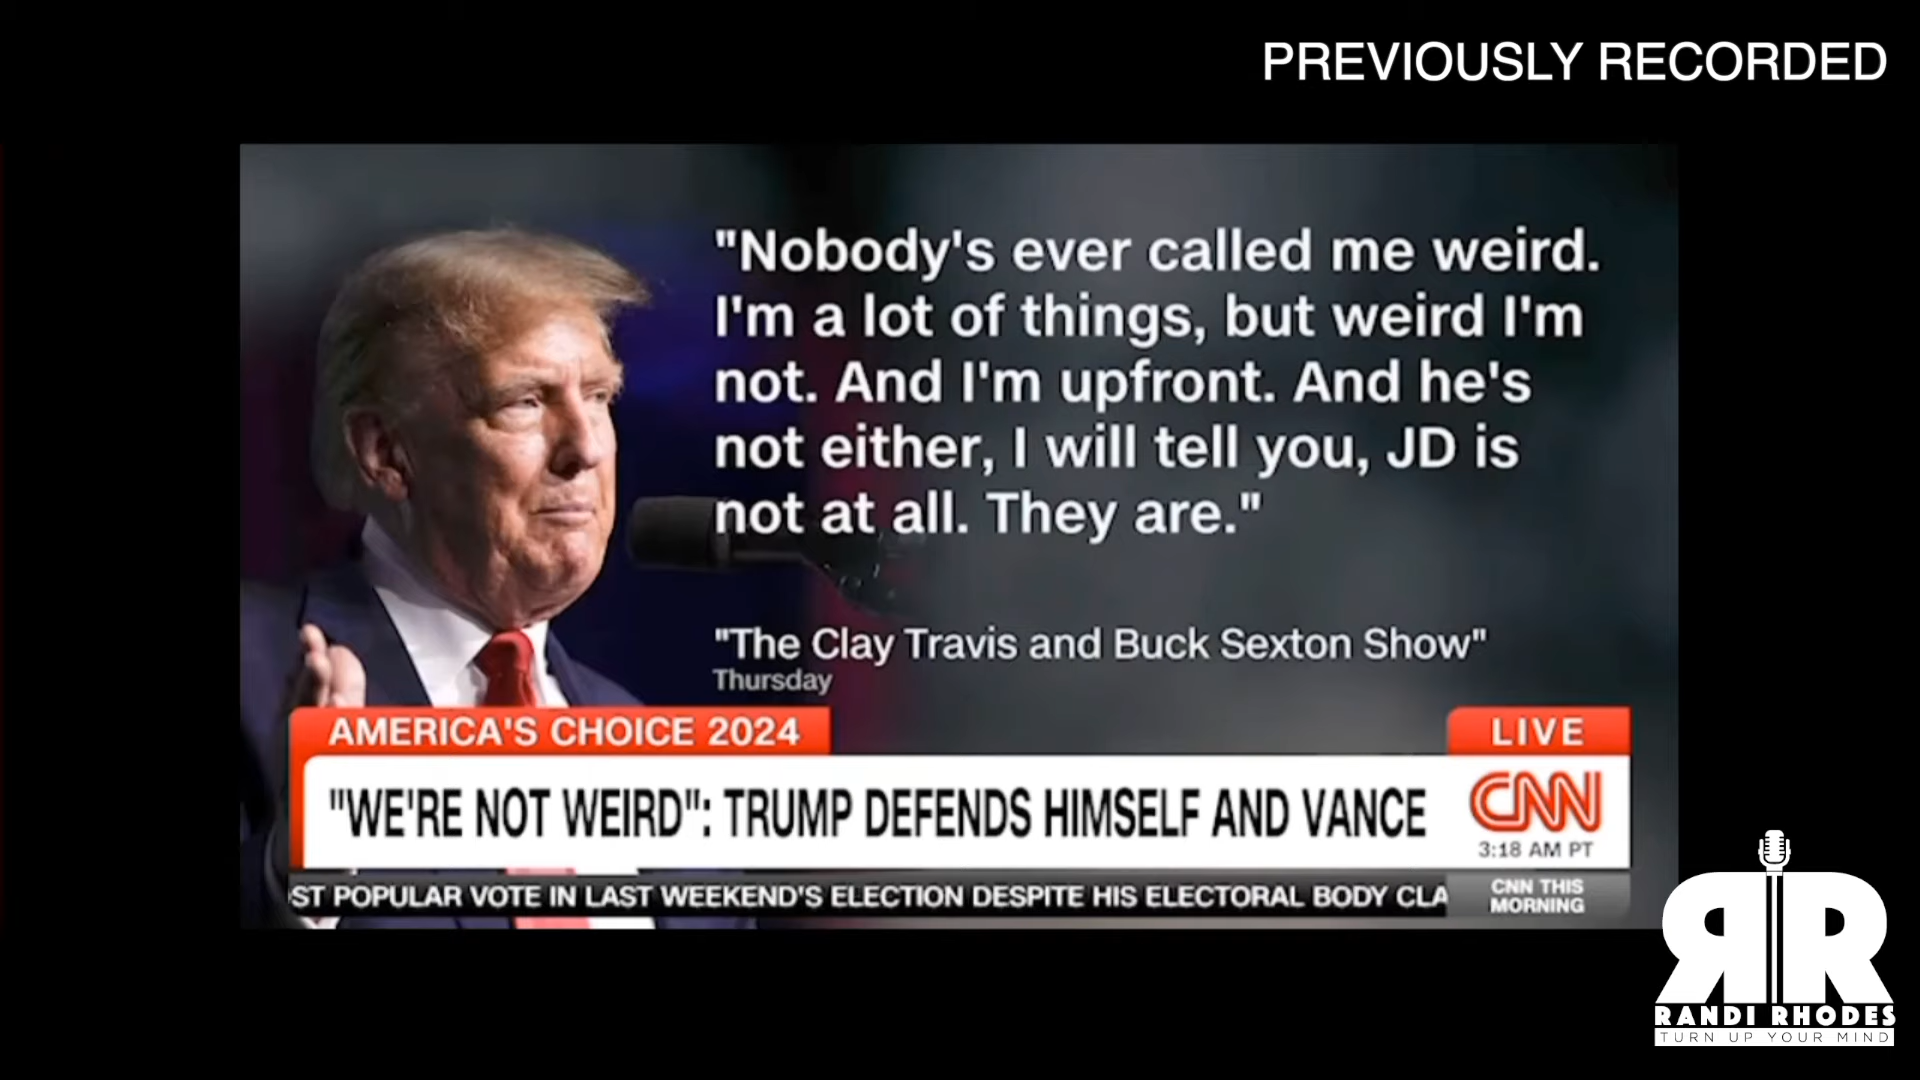 PREVIOUSLY RECORDED
"Nobody's ever called me weird.
I'm a lot of things, but weird I'm
not. And I'm upfront. And he's
not either, I will tell you, JD is
not at all. They are."
"The Clay Travis and Buck Sexton Show"
Thursday
AMERICA'S CHOICE 2024
LIVE
"WE'RE NOT WEIRD": TRUMP DEFENDS HIMSELF AND VANCE
CNN
3:18 AM PT
ST POPULAR VOTE IN LAST WEEKEND'S ELECTION DESPITE HIS ELECTORAL BODY CLA
CNN THIS
MORNING
RR
RANDI RHODES
TURN UP YOUR MIND